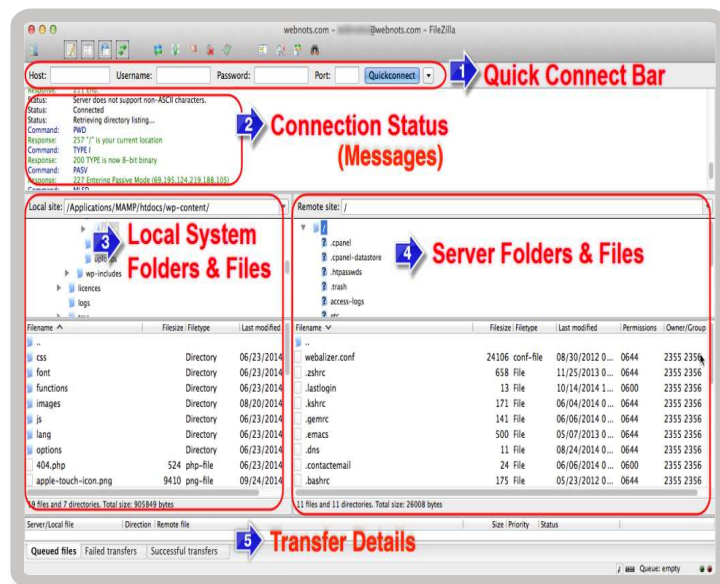 webnots.com - @webnots.com - FileZilla
Host: Username: Password: Port: Quickconnect
1 Quick Connect Bar
Response: 211 End.
Status: Server does not support non-ASCII characters.
Status: Connected
Status: Retrieving directory listing...
Command: PWD
Response: 257 "/" is your current location
Command: TYPE I
Response: 200 TYPE is now 8-bit binary
Command: PASV
Response: 227 Entering Passive Mode (69,195,124,219,188,105)
Command: MLSD
2 Connection Status
(Messages)
Local site: /Applications/MAMP/htdocs/wp-content/
uploads
wp-includes
licences
logs
3 Local System
Folders & Files
Remote site: /
/
.cpanel
.cpanel-datastore
.htpasswds
.trash
access-logs
etc
4 Server Folders & Files
Filename Filesize Filetype Last modified
..
css Directory 06/23/2014
font Directory 06/23/2014
functions Directory 06/23/2014
images Directory 08/20/2014
js Directory 06/23/2014
lang Directory 06/23/2014
options Directory 06/23/2014
404.php 524 php-file 06/23/2014
apple-touch-icon.png 9410 png-file 09/24/2014
19 files and 7 directories. Total size: 905849 bytes
Filename Filesize Filetype Last modified Permissions Owner/Group
..
webalizer.conf 24106 conf-file 08/30/2012 0... 0644 2355 2356
.zshrc 658 File 11/25/2013 0... 0644 2355 2356
.lastlogin 13 File 10/14/2014 1... 0600 2355 2356
.kshrc 171 File 06/04/2014 0... 0644 2355 2356
.gemrc 141 File 06/06/2014 0... 0644 2355 2356
.emacs 500 File 05/07/2013 0... 0644 2355 2356
.dns 11 File 08/24/2014 0... 0644 2355 2356
.contactemail 24 File 06/06/2014 0... 0600 2355 2356
.bashrc 175 File 05/23/2012 0... 0644 2355 2356
11 files and 11 directories. Total size: 26008 bytes
Server/Local file Direction Remote file Size Priority Status
5 Transfer Details
Queued files Failed transfers Successful transfers
Queue: empty